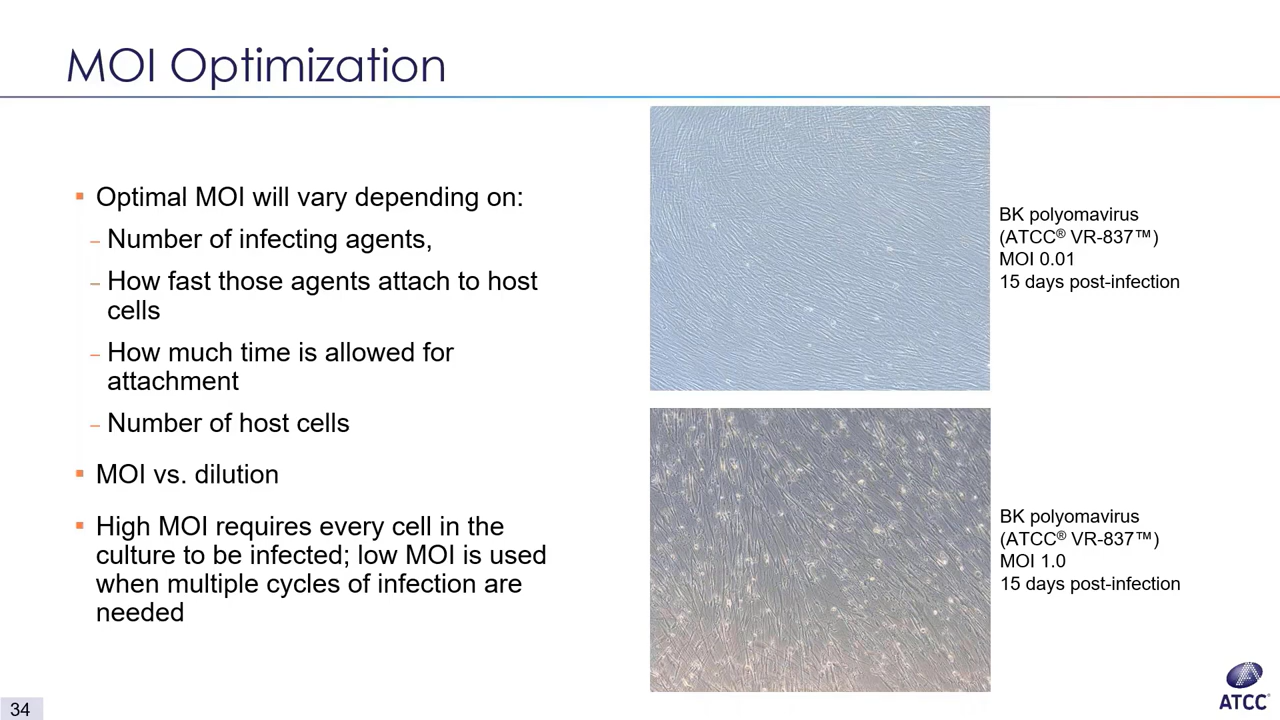 MOI Optimization
▪ Optimal MOI will vary depending on:
– Number of infecting agents,
– How fast those agents attach to host
cells
– How much time is allowed for
attachment
– Number of host cells
▪ MOI vs. dilution
▪ High MOI requires every cell in the
culture to be infected; low MOI is used
when multiple cycles of infection are
needed
BK polyomavirus
(ATCC® VR-837™)
MOI 0.01
15 days post-infection
BK polyomavirus
(ATCC® VR-837™)
MOI 1.0
15 days post-infection
34
ATCC®